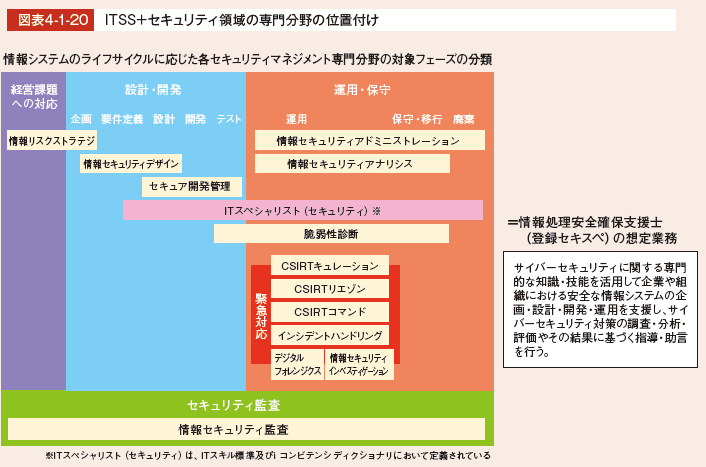 図表4-1-20 ITSS+セキュリティ領域の専門分野の位置付け
情報システムのライフサイクルに応じた各セキュリティマネジメント専門分野の対象フェーズの分類
経営課題
への対応
設計・開発
運用・保守
企画 要件定義 設計 開発 テスト
運用 保守・移行 廃棄
情報リスクストラテジ
情報セキュリティアドミニストレーション
情報セキュリティデザイン
情報セキュリティアナリシス
セキュア開発管理
ITスペシャリスト(セキュリティ)※
脆弱性診断
緊急対応
CSIRTキュレーション
CSIRTリエゾン
CSIRTコマンド
インシデントハンドリング
デジタル
フォレンジクス
情報セキュリティ
インベスティゲーション
セキュリティ監査
情報セキュリティ監査
=情報処理安全確保支援士
(登録セキスペ)の想定業務
サイバーセキュリティに関する専門
的な知識・技能を活用して企業や組
織における安全な情報システムの企
画・設計・開発・運用を支援し、サイ
バーセキュリティ対策の調査・分析・
評価やその結果に基づく指導・助言
を行う。
※ITスペシャリスト(セキュリティ)は、ITスキル標準及びi コンピテンシ ディクショナリにおいて定義されている